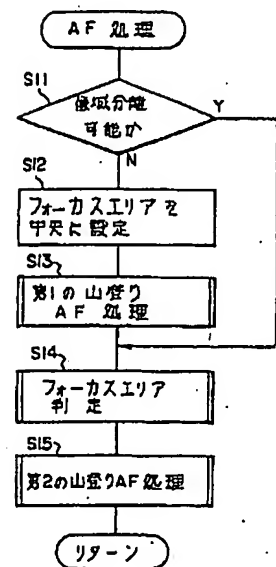 AF 処理
S11
像域分離
可能か
Y
N
S12
フォーカスエリアを
中央に設定
S13
第1の山登り
AF 処理
S14
フォーカスエリア
判定
S15
第2の山登りAF処理
リターン